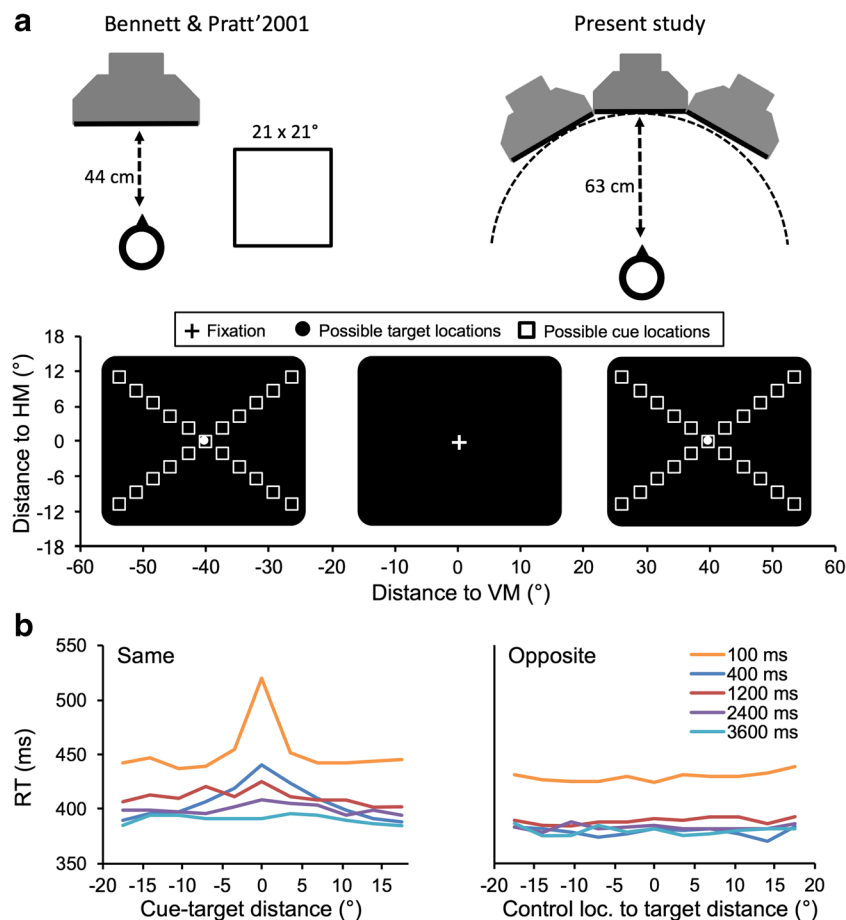 a
Bennett & Pratt’2001
Present study
21 x 21°
44 cm
63 cm
Fixation
Possible target locations
Possible cue locations
Distance to HM (°)
18
12
6
0
-6
-12
-18
-60
-50
-40
-30
-20
-10
0
10
20
30
40
50
60
Distance to VM (°)
b
RT (ms)
550
500
450
400
350
Same
-20
-15
-10
-5
0
5
10
15
Cue-target distance (°)
Opposite
100 ms
400 ms
1200 ms
2400 ms
3600 ms
-20
-15
-10
-5
0
5
10
15
20
Control loc. to target distance (°)